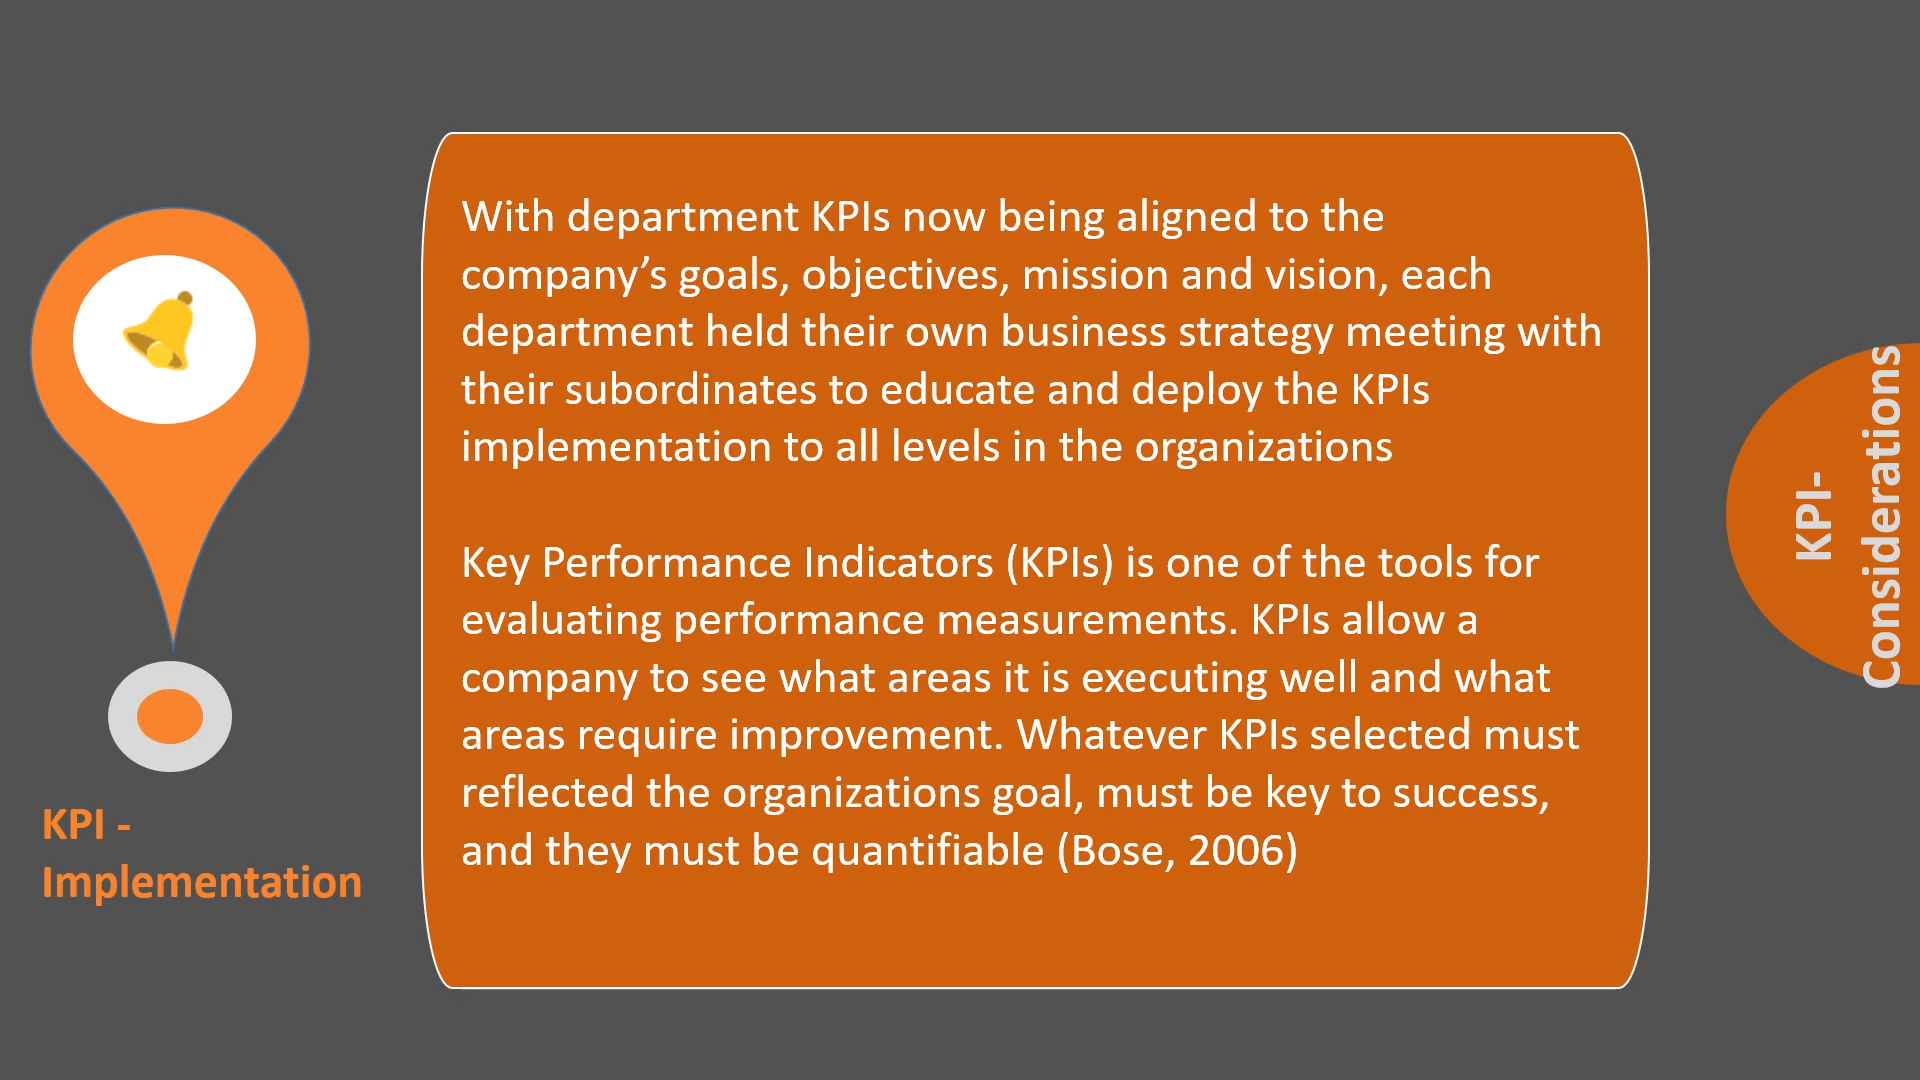 With department KPIs now being aligned to the
company’s goals, objectives, mission and vision, each
department held their own business strategy meeting with
their subordinates to educate and deploy the KPIs
implementation to all levels in the organizations
Key Performance Indicators (KPIs) is one of the tools for
evaluating performance measurements. KPIs allow a
company to see what areas it is executing well and what
areas require improvement. Whatever KPIs selected must
reflected the organizations goal, must be key to success,
and they must be quantifiable (Bose, 2006)
KPI -
Implementation
KPI-
Considerations